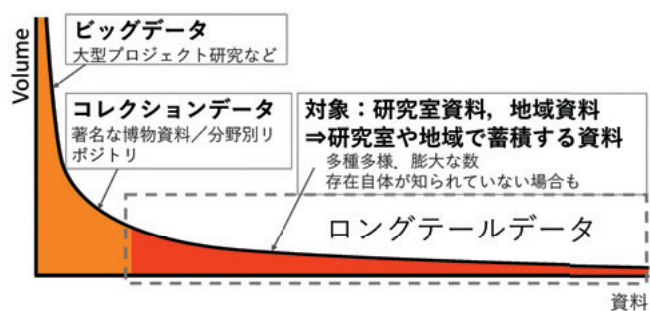 Volume
ビッグデータ
大型プロジェクト研究など
コレクションデータ
著名な博物資料／分野別リ
ポジトリ
対象：研究室資料，地域資料
⇒研究室や地域で蓄積する資料
多種多様，膨大な数
存在自体が知られていない場合も
ロングテールデータ
資料